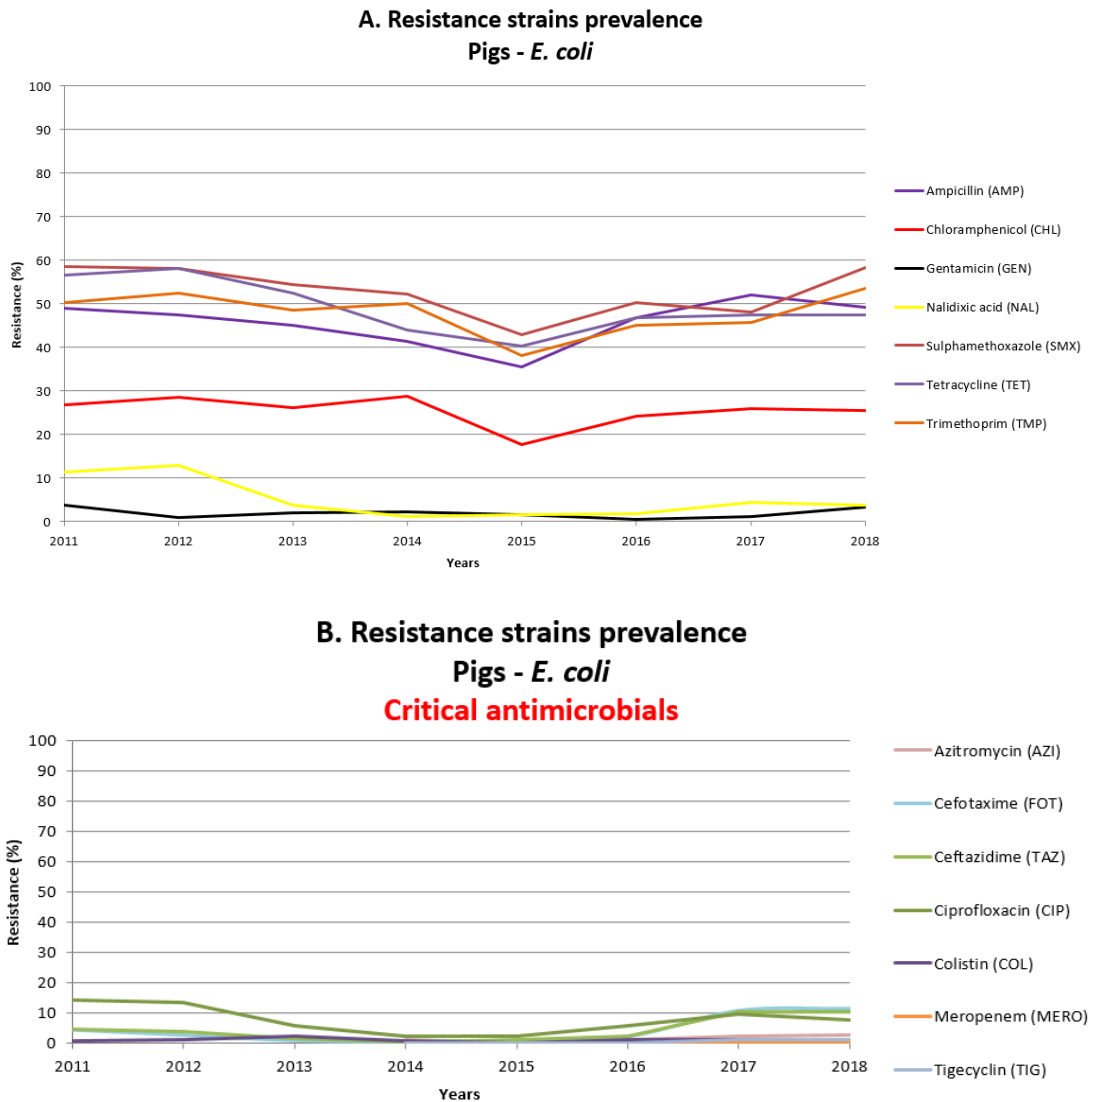 A. Resistance strains prevalence
Pigs - E. coli
100
90
80
70
60
50
40
30
20
10
0
Resistance (%)
2011 2012 2013 2014 2015 2016 2017 2018
Years
Ampicillin (AMP)
Chloramphenicol (CHL)
Gentamicin (GEN)
Nalidixic acid (NAL)
Sulphamethoxazole (SMX)
Tetracycline (TET)
Trimethoprim (TMP)
B. Resistance strains prevalence
Pigs - E. coli
Critical antimicrobials
100
90
80
70
60
50
40
30
20
10
0
Resistance (%)
2011 2012 2013 2014 2015 2016 2017 2018
Years
Azitromycin (AZI)
Cefotaxime (FOT)
Ceftazidime (TAZ)
Ciprofloxacin (CIP)
Colistin (COL)
Meropenem (MERO)
Tigecyclin (TIG)